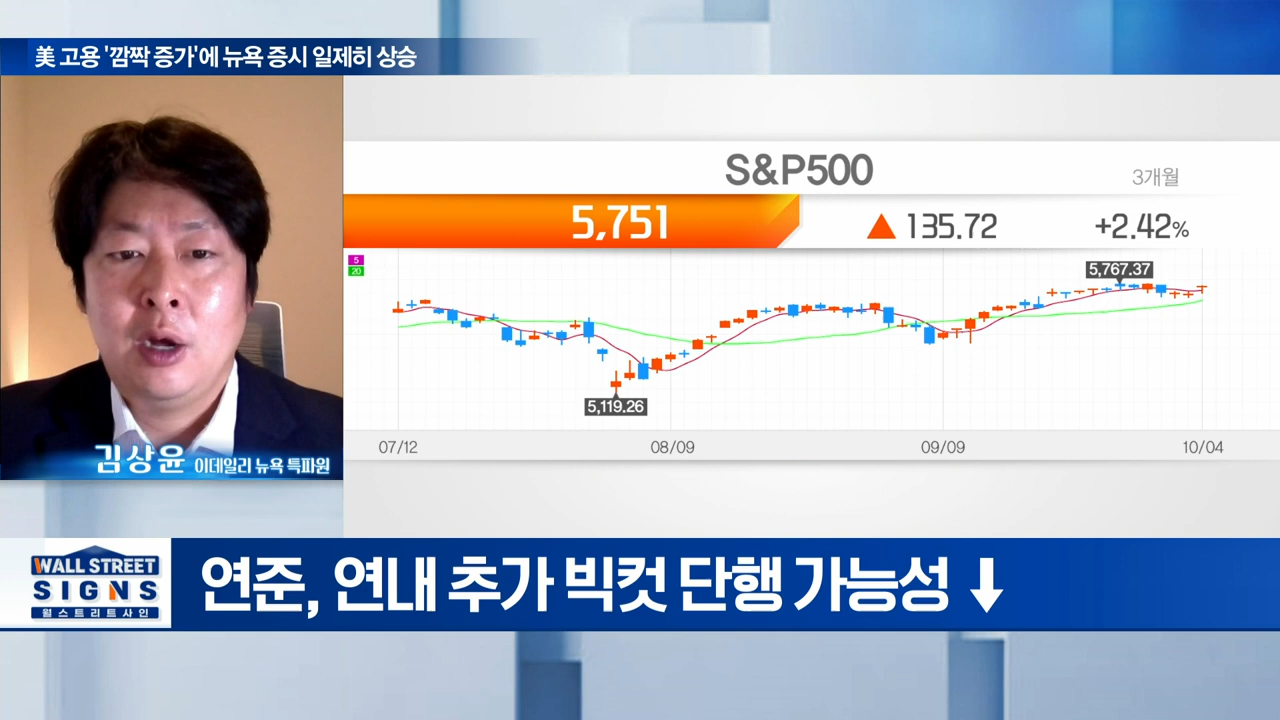 美 고용 '깜짝 증가'에 뉴욕 증시 일제히 상승
S&P500
3개월
5,751
▲ 135.72
+2.42%
5
20
5,767.37
5,119.26
07/12
08/09
09/09
10/04
김상윤 이데일리 뉴욕 특파원
WALL STREET
SIGNS
월스트리트사인
연준, 연내 추가 빅컷 단행 가능성 ↓